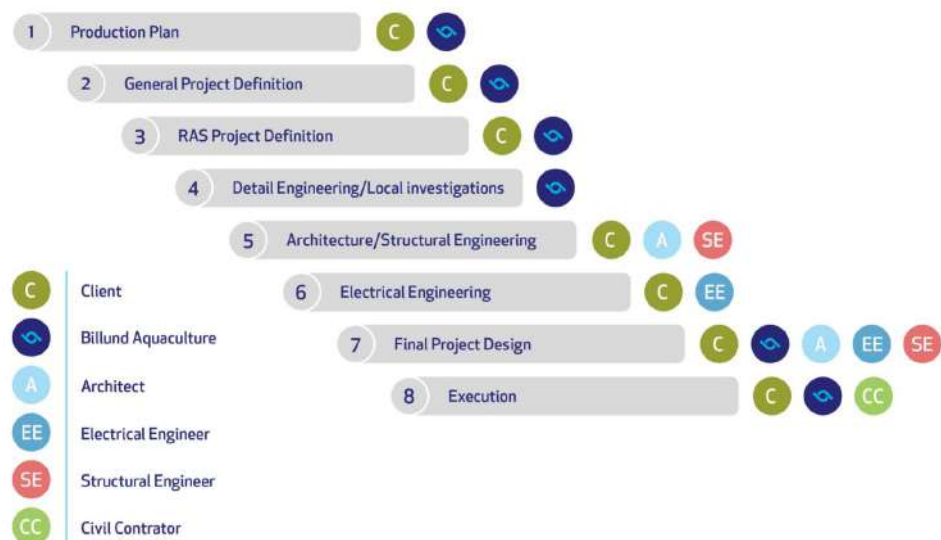 1 Production Plan C
2 General Project Definition C
3 RAS Project Definition C
4 Detail Engineering/Local investigations
5 Architecture/Structural Engineering C A SE
C Client
6 Electrical Engineering C EE
Billund Aquaculture
7 Final Project Design C A EE SE
A Architect
8 Execution C CC
EE Electrical Engineer
SE Structural Engineer
CC Civil Contrator